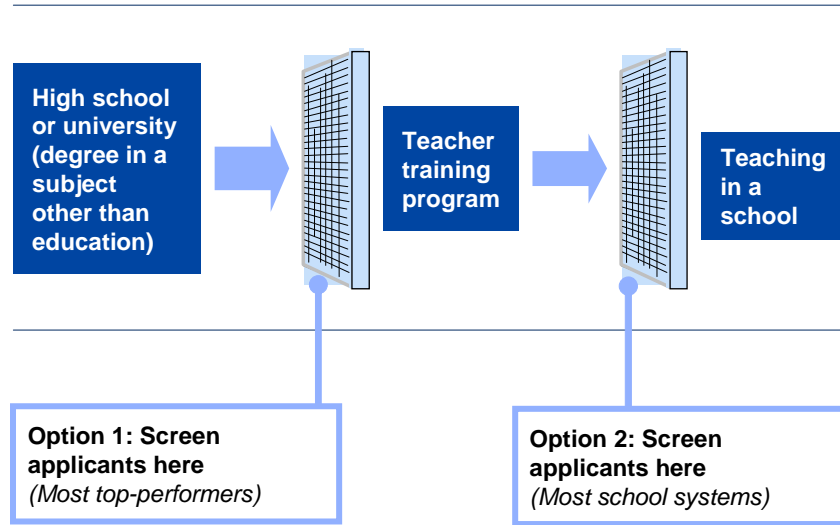 High school
or university
(degree in a
subject
other than
education)
Teacher
training
program
Teaching
in a
school
Option 1: Screen
applicants here
(Most top-performers)
Option 2: Screen
applicants here
(Most school systems)